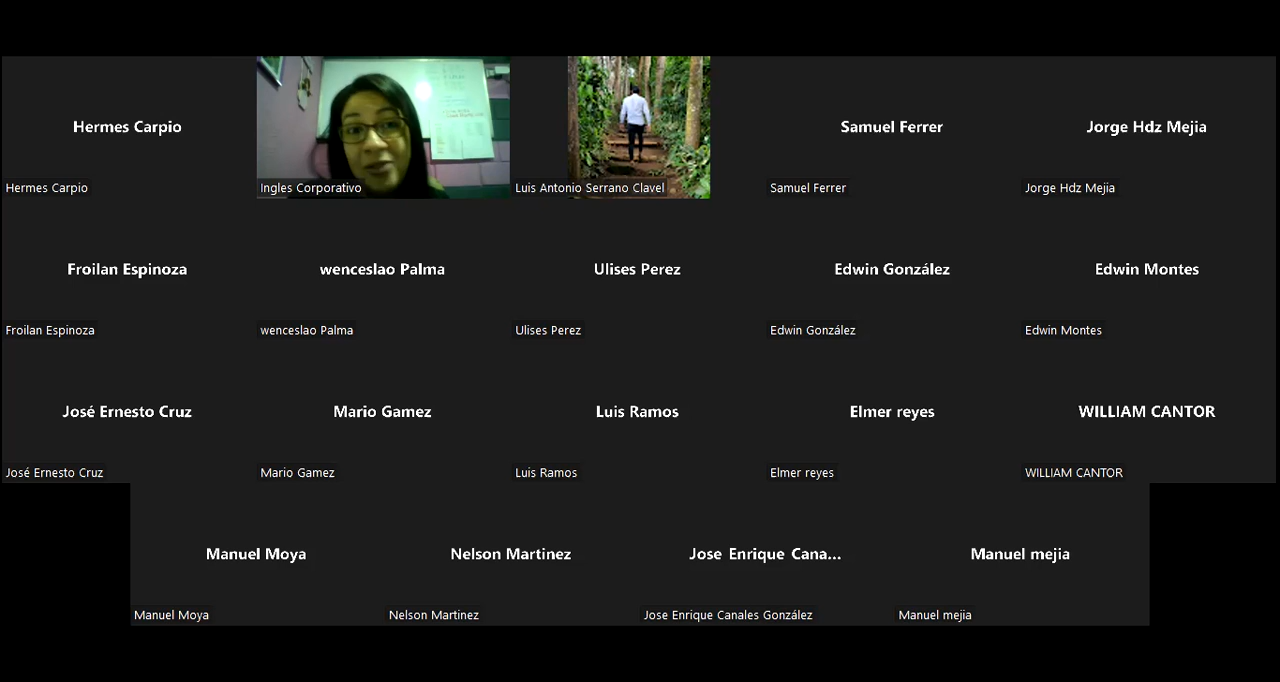 Hermes Carpio
Samuel Ferrer
Jorge Hdz Mejia
Hermes Carpio
Ingles Corporativo
Luis Antonio Serrano Clavel
Samuel Ferrer
Jorge Hdz Mejia
Froilan Espinoza
wenceslao Palma
Ulises Perez
Edwin González
Edwin Montes
Froilan Espinoza
wenceslao Palma
Ulises Perez
Edwin González
Edwin Montes
José Ernesto Cruz
Mario Gamez
Luis Ramos
Elmer reyes
WILLIAM CANTOR
José Ernesto Cruz
Mario Gamez
Luis Ramos
Elmer reyes
WILLIAM CANTOR
Manuel Moya
Nelson Martinez
Jose Enrique Cana...
Manuel mejia
Manuel Moya
Nelson Martinez
Jose Enrique Canales González
Manuel mejia